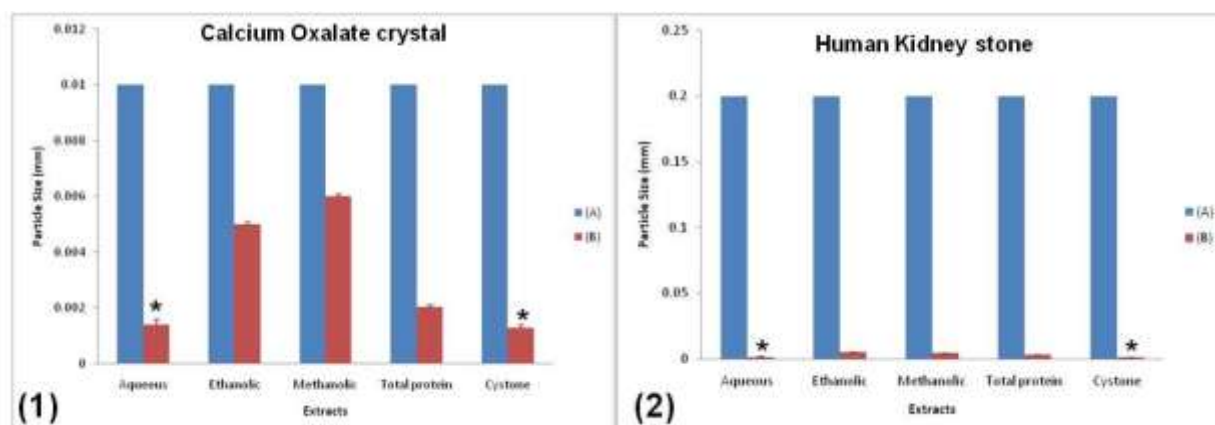 Calcium Oxalate crystal
0.012
0.01
0.008
0.006
0.004
0.002
0
Particle Size (mm)
*
*
Aqueous
Ethanolic
Methanolic
Total protein
Cystone
Extracts
(A)
(B)
(1)
Human Kidney stone
0.25
0.2
0.15
0.1
0.05
0
Particle Size (mm)
*
*
Aqueous
Ethanolic
Methanolic
Total protein
Cystone
Extracts
(A)
(B)
(2)